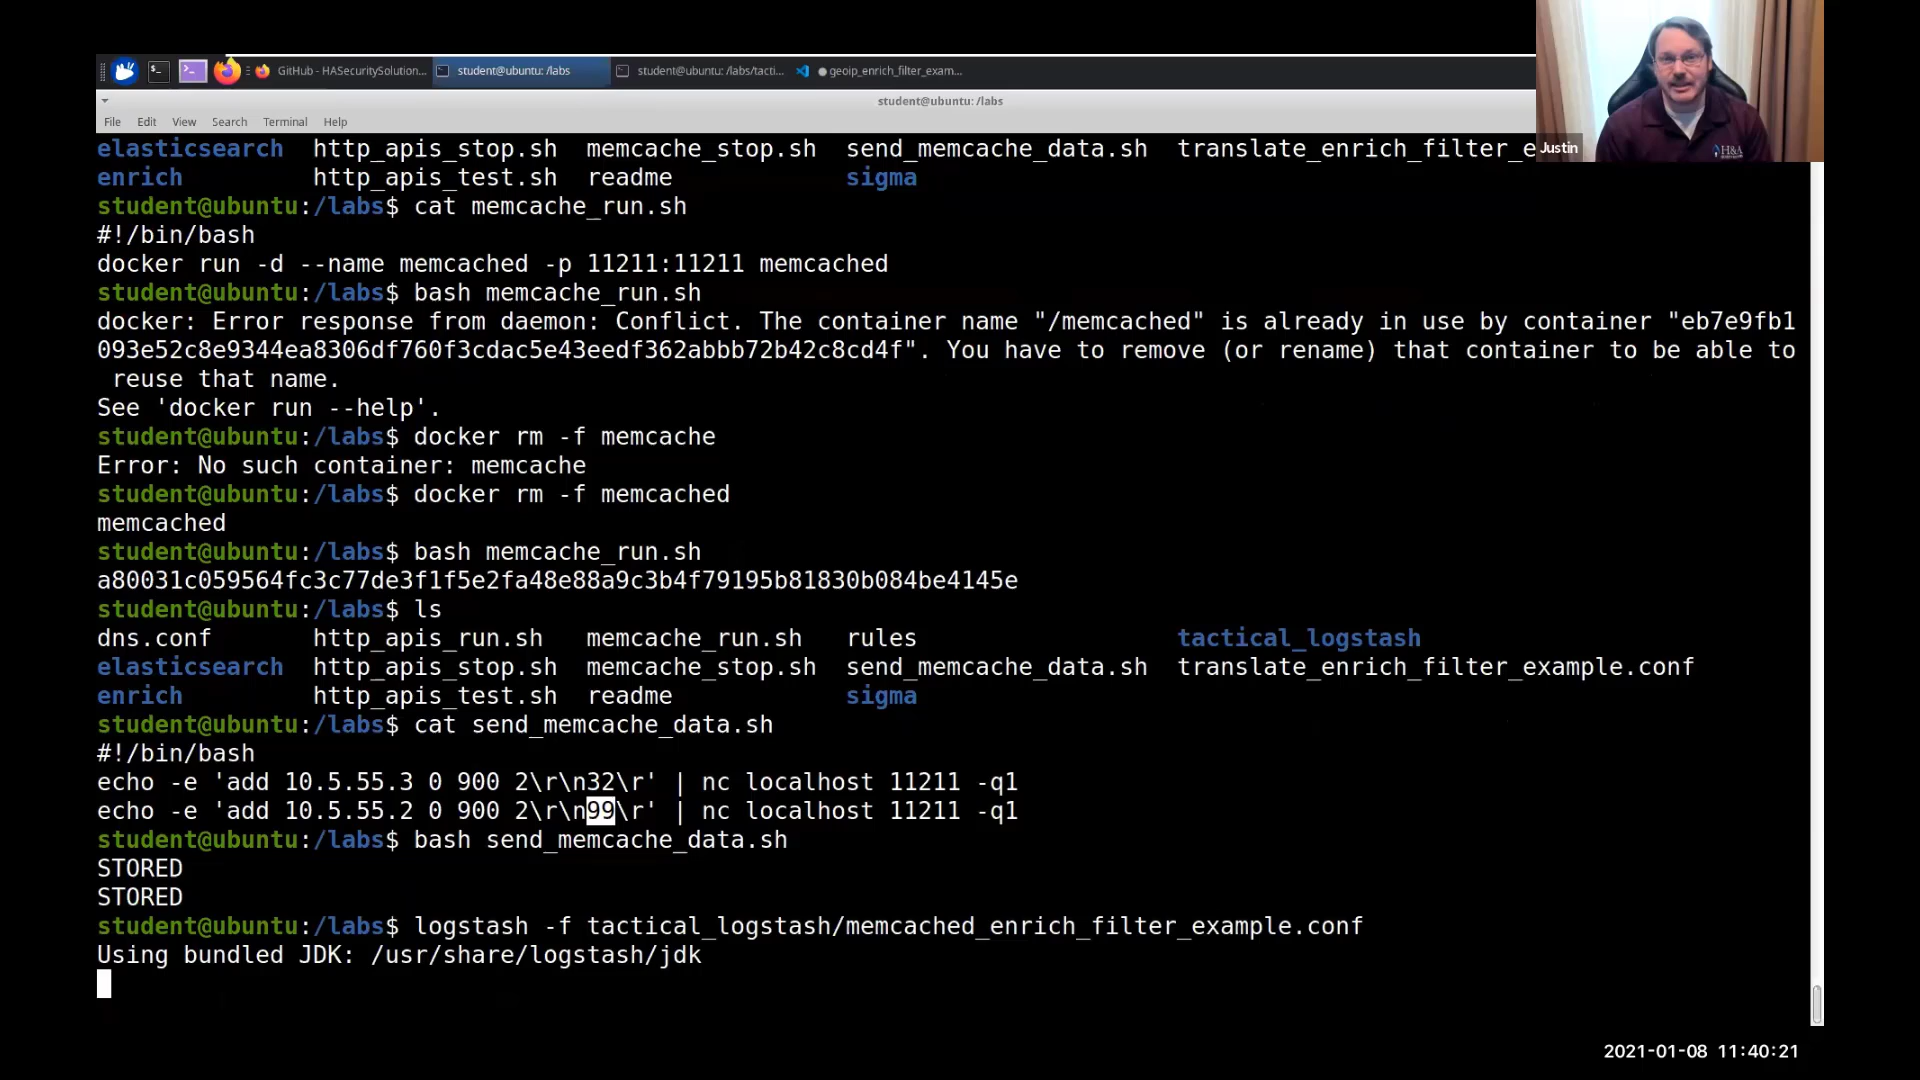 GitHub - HASecuritySolution...
student@ubuntu: /labs
student@ubuntu: /labs/tacti...
geoip_enrich_filter_exam...
student@ubuntu: /labs
File Edit View Search Terminal Help
H&A
Justin
elasticsearch http_apis_stop.sh memcache_stop.sh send_memcache_data.sh translate_enrich_filter_e
enrich http_apis_test.sh readme sigma
student@ubuntu:/labs$ cat memcache_run.sh
#!/bin/bash
docker run -d --name memcached -p 11211:11211 memcached
student@ubuntu:/labs$ bash memcache_run.sh
docker: Error response from daemon: Conflict. The container name "/memcached" is already in use by container "eb7e9fb1
093e52c8e9344ea8306df760f3cdac5e43eedf362abbb72b42c8cd4f". You have to remove (or rename) that container to be able to
reuse that name.
See 'docker run --help'.
student@ubuntu:/labs$ docker rm -f memcache
Error: No such container: memcache
student@ubuntu:/labs$ docker rm -f memcached
memcached
student@ubuntu:/labs$ bash memcache_run.sh
a80031c059564fc3c77de3f1f5e2fa48e88a9c3b4f79195b81830b084be4145e
student@ubuntu:/labs$ ls
dns.conf http_apis_run.sh memcache_run.sh rules tactical_logstash
elasticsearch http_apis_stop.sh memcache_stop.sh send_memcache_data.sh translate_enrich_filter_example.conf
enrich http_apis_test.sh readme sigma
student@ubuntu:/labs$ cat send_memcache_data.sh
#!/bin/bash
echo -e 'add 10.5.55.3 0 900 2\r\n32\r' | nc localhost 11211 -q1
echo -e 'add 10.5.55.2 0 900 2\r\n99\r' | nc localhost 11211 -q1
student@ubuntu:/labs$ bash send_memcache_data.sh
STORED
STORED
student@ubuntu:/labs$ logstash -f tactical_logstash/memcached_enrich_filter_example.conf
Using bundled JDK: /usr/share/logstash/jdk
2021-01-08 11:40:21